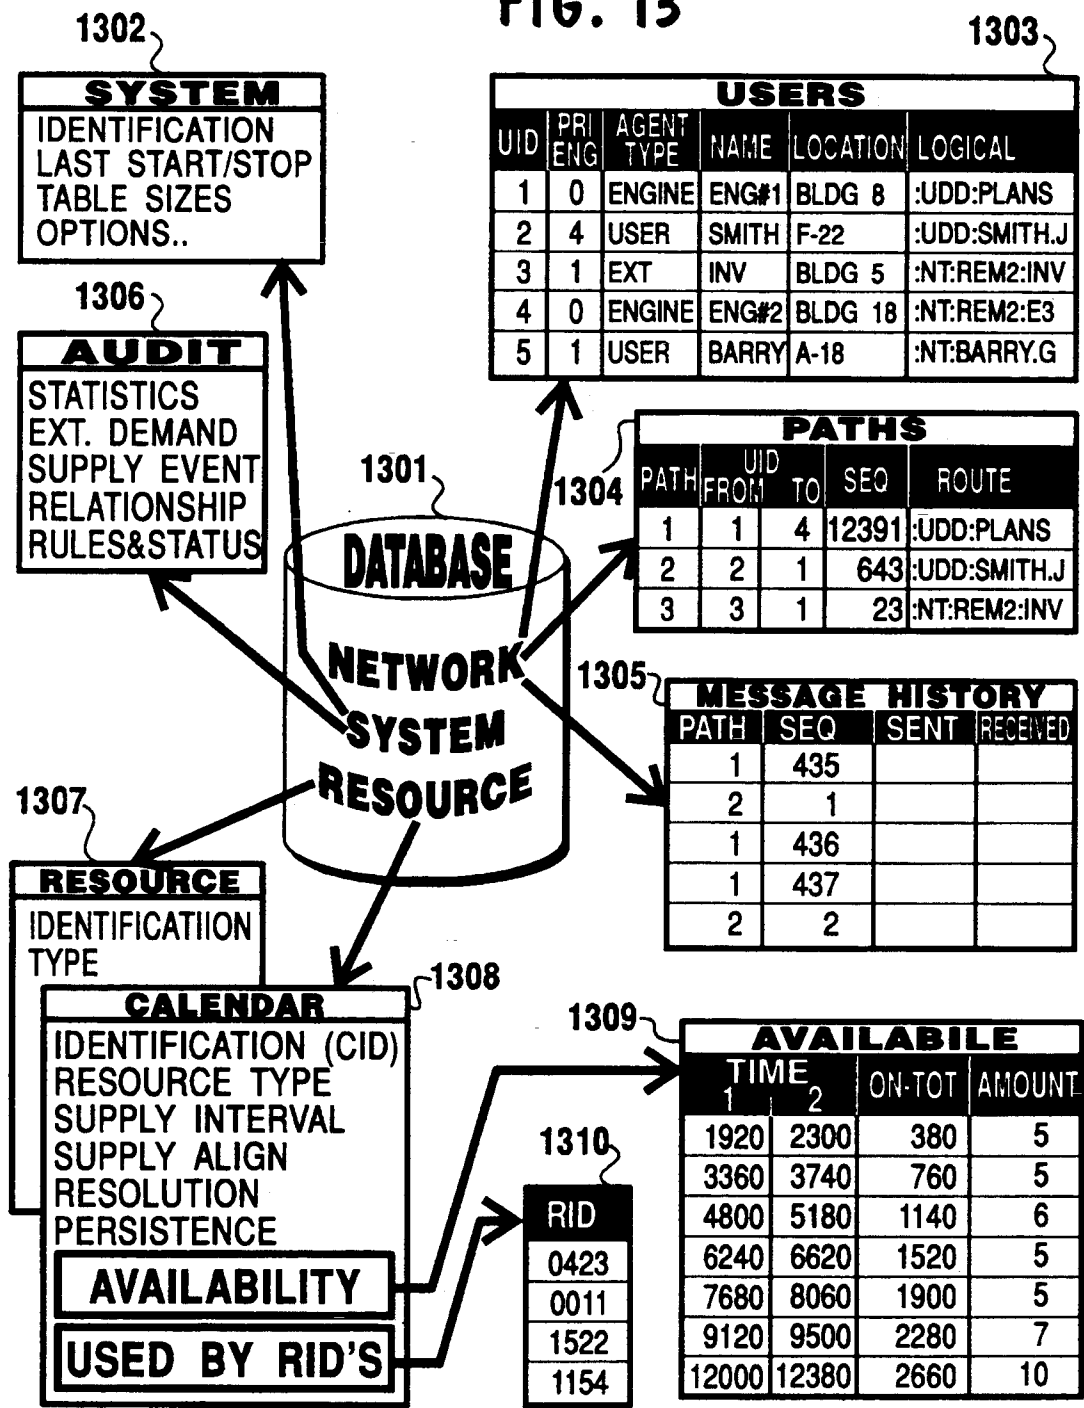 FIG. 13
1302
SYSTEM
IDENTIFICATION
LAST START/STOP
TABLE SIZES
OPTIONS..
1303
USERS
UID PRI ENG AGENT TYPE NAME LOCATION LOGICAL
1 0 ENGINE ENG#1 BLDG 8 :UDD:PLANS
2 4 USER SMITH F-22 :UDD:SMITH.J
3 1 EXT INV BLDG 5 :NT:REM2:INV
4 0 ENGINE ENG#2 BLDG 18 :NT:REM2:E3
5 1 USER BARRY A-18 :NT:BARRY.G
1306
AUDIT
STATISTICS
EXT. DEMAND
SUPPLY EVENT
RELATIONSHIP
RULES&STATUS
1304
PATHS
PATH UID FROM TO SEQ ROUTE
1 1 4 12391 :UDD:PLANS
2 2 1 643 :UDD:SMITH.J
3 3 1 23 :NT:REM2:INV
1301
DATABASE
NETWORK
SYSTEM
RESOURCE
1305
MESSAGE HISTORY
PATH SEQ SENT RECEIVED
1 435
2 1
1 436
1 437
2 2
1307
RESOURCE
IDENTIFICATIION
TYPE
1308
CALENDAR
IDENTIFICATION (CID)
RESOURCE TYPE
SUPPLY INTERVAL
SUPPLY ALIGN
RESOLUTION
PERSISTENCE
AVAILABILITY
USED BY RID'S
1310
RID
0423
0011
1522
1154
1309
AVAILABILE
TIME 1 2 ON-TOT AMOUNT
1920 2300 380 5
3360 3740 760 5
4800 5180 1140 6
6240 6620 1520 5
7680 8060 1900 5
9120 9500 2280 7
12000 12380 2660 10